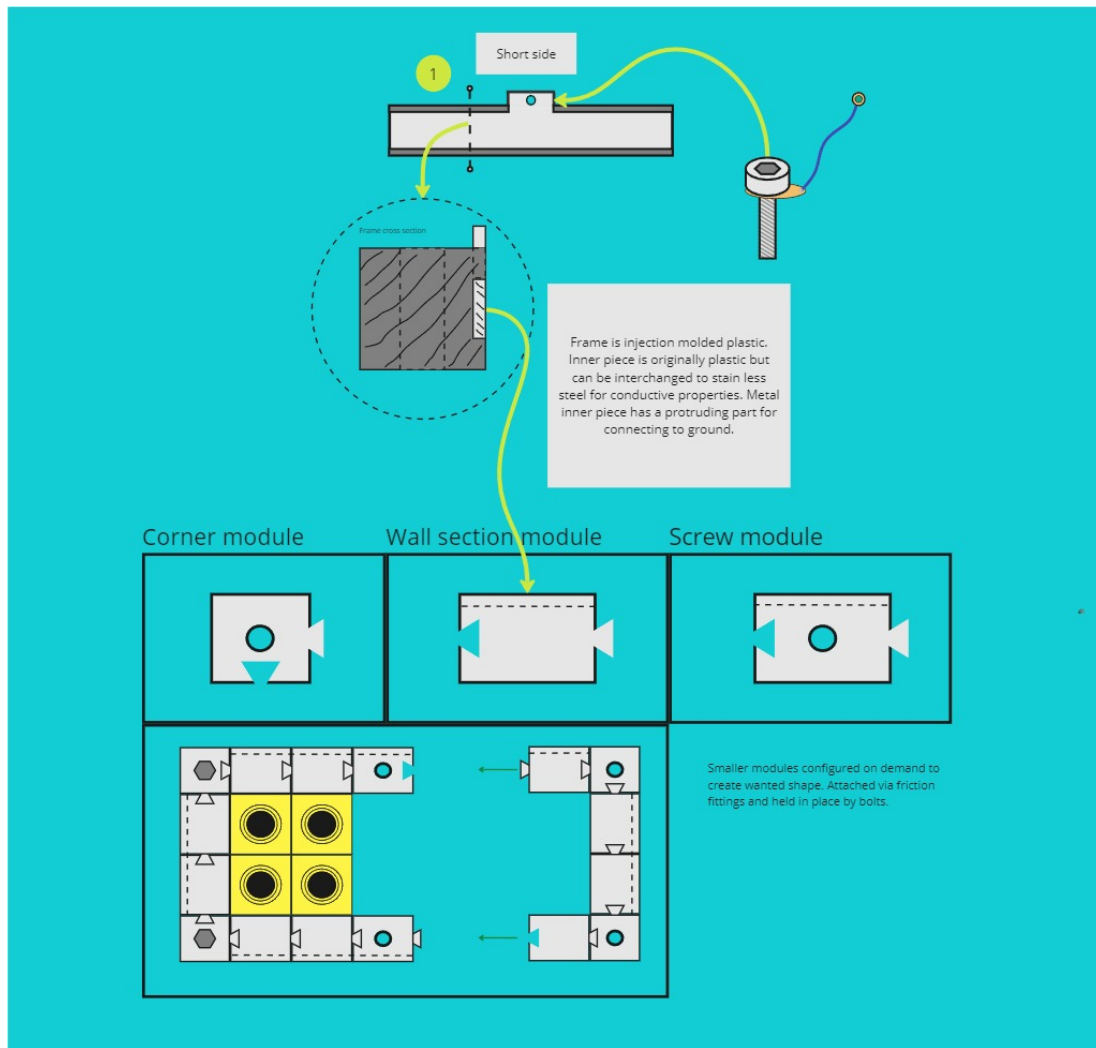 Short side
1
Frame cross section
Frame is injection molded plastic.
Inner piece is originally plastic but
can be interchanged to stain less
steel for conductive properties. Metal
inner piece has a protruding part for
connecting to ground.
Corner module
Wall section module
Screw module
Smaller modules configured on demand to
create wanted shape. Attached via friction
fittings and held in place by bolts.